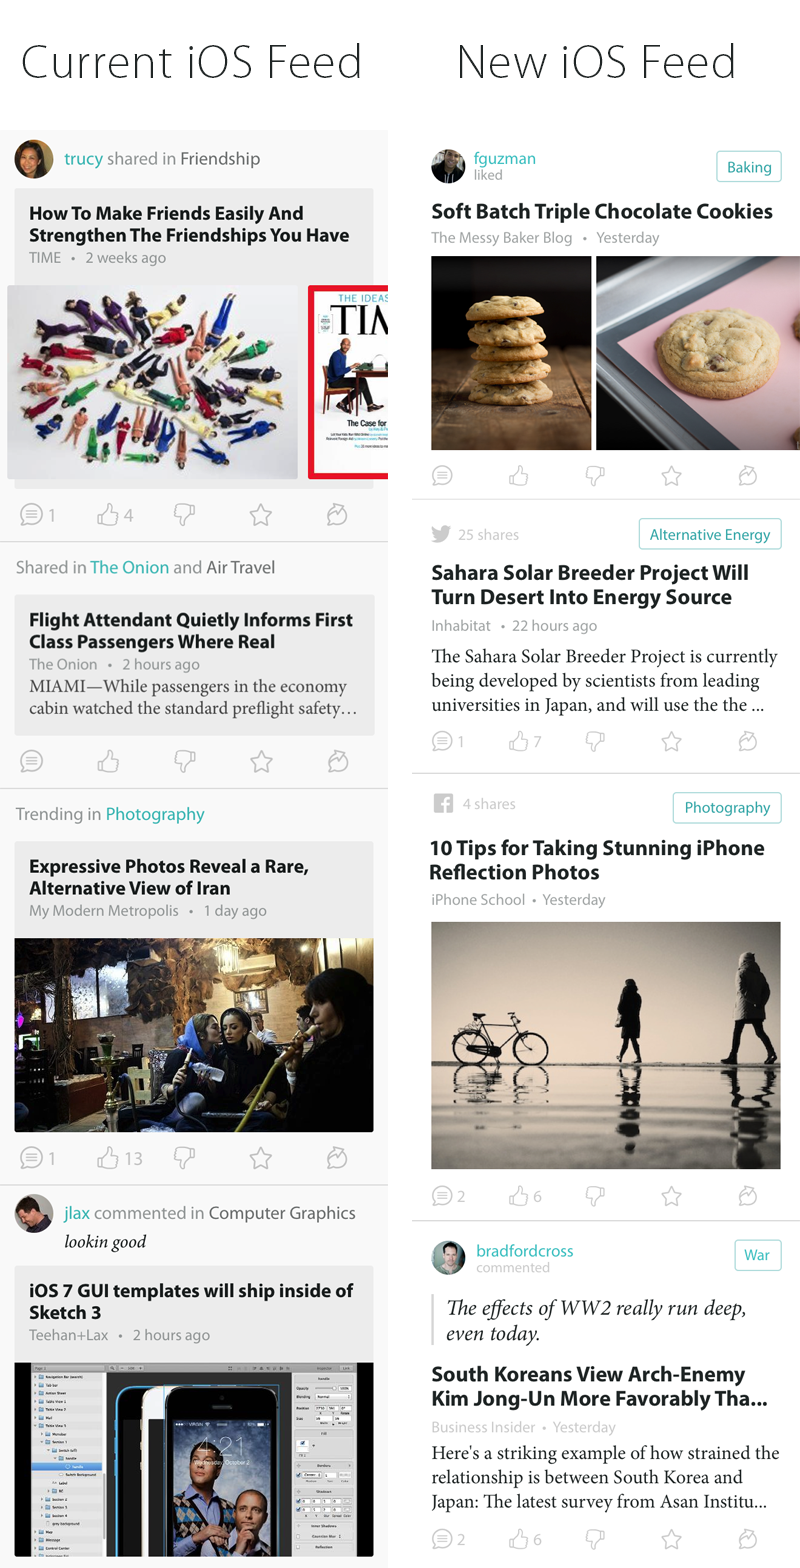 Current iOS Feed
trucy shared in Friendship
How To Make Friends Easily And
Strengthen The Friendships You Have
TIME • 2 weeks ago
THE IDEAS
TIM
The Case for
1
4
Shared in The Onion and Air Travel
Flight Attendant Quietly Informs First
Class Passengers Where Real
The Onion • 2 hours ago
MIAMI—While passengers in the economy
cabin watched the standard preflight safety…
Trending in Photography
Expressive Photos Reveal a Rare,
Alternative View of Iran
My Modern Metropolis • 1 day ago
1
13
jlax commented in Computer Graphics
lookin good
iOS 7 GUI templates will ship inside of
Sketch 3
Teehan+Lax • 2 hours ago
4:21
Wednesday, October 2
New iOS Feed
fguzman
liked
Baking
Soft Batch Triple Chocolate Cookies
The Messy Baker Blog • Yesterday
25 shares
Alternative Energy
Sahara Solar Breeder Project Will
Turn Desert Into Energy Source
Inhabitat • 22 hours ago
The Sahara Solar Breeder Project is currently
being developed by scientists from leading
universities in Japan, and will use the the ...
1
7
4 shares
Photography
10 Tips for Taking Stunning iPhone
Reflection Photos
iPhone School • Yesterday
2
6
bradfordcross
commented
War
The effects of WW2 really run deep,
even today.
South Koreans View Arch-Enemy
Kim Jong-Un More Favorably Tha...
Business Insider • Yesterday
Here's a striking example of how strained the
relationship is between South Korea and
Japan: The latest survey from Asan Institu...
2
6